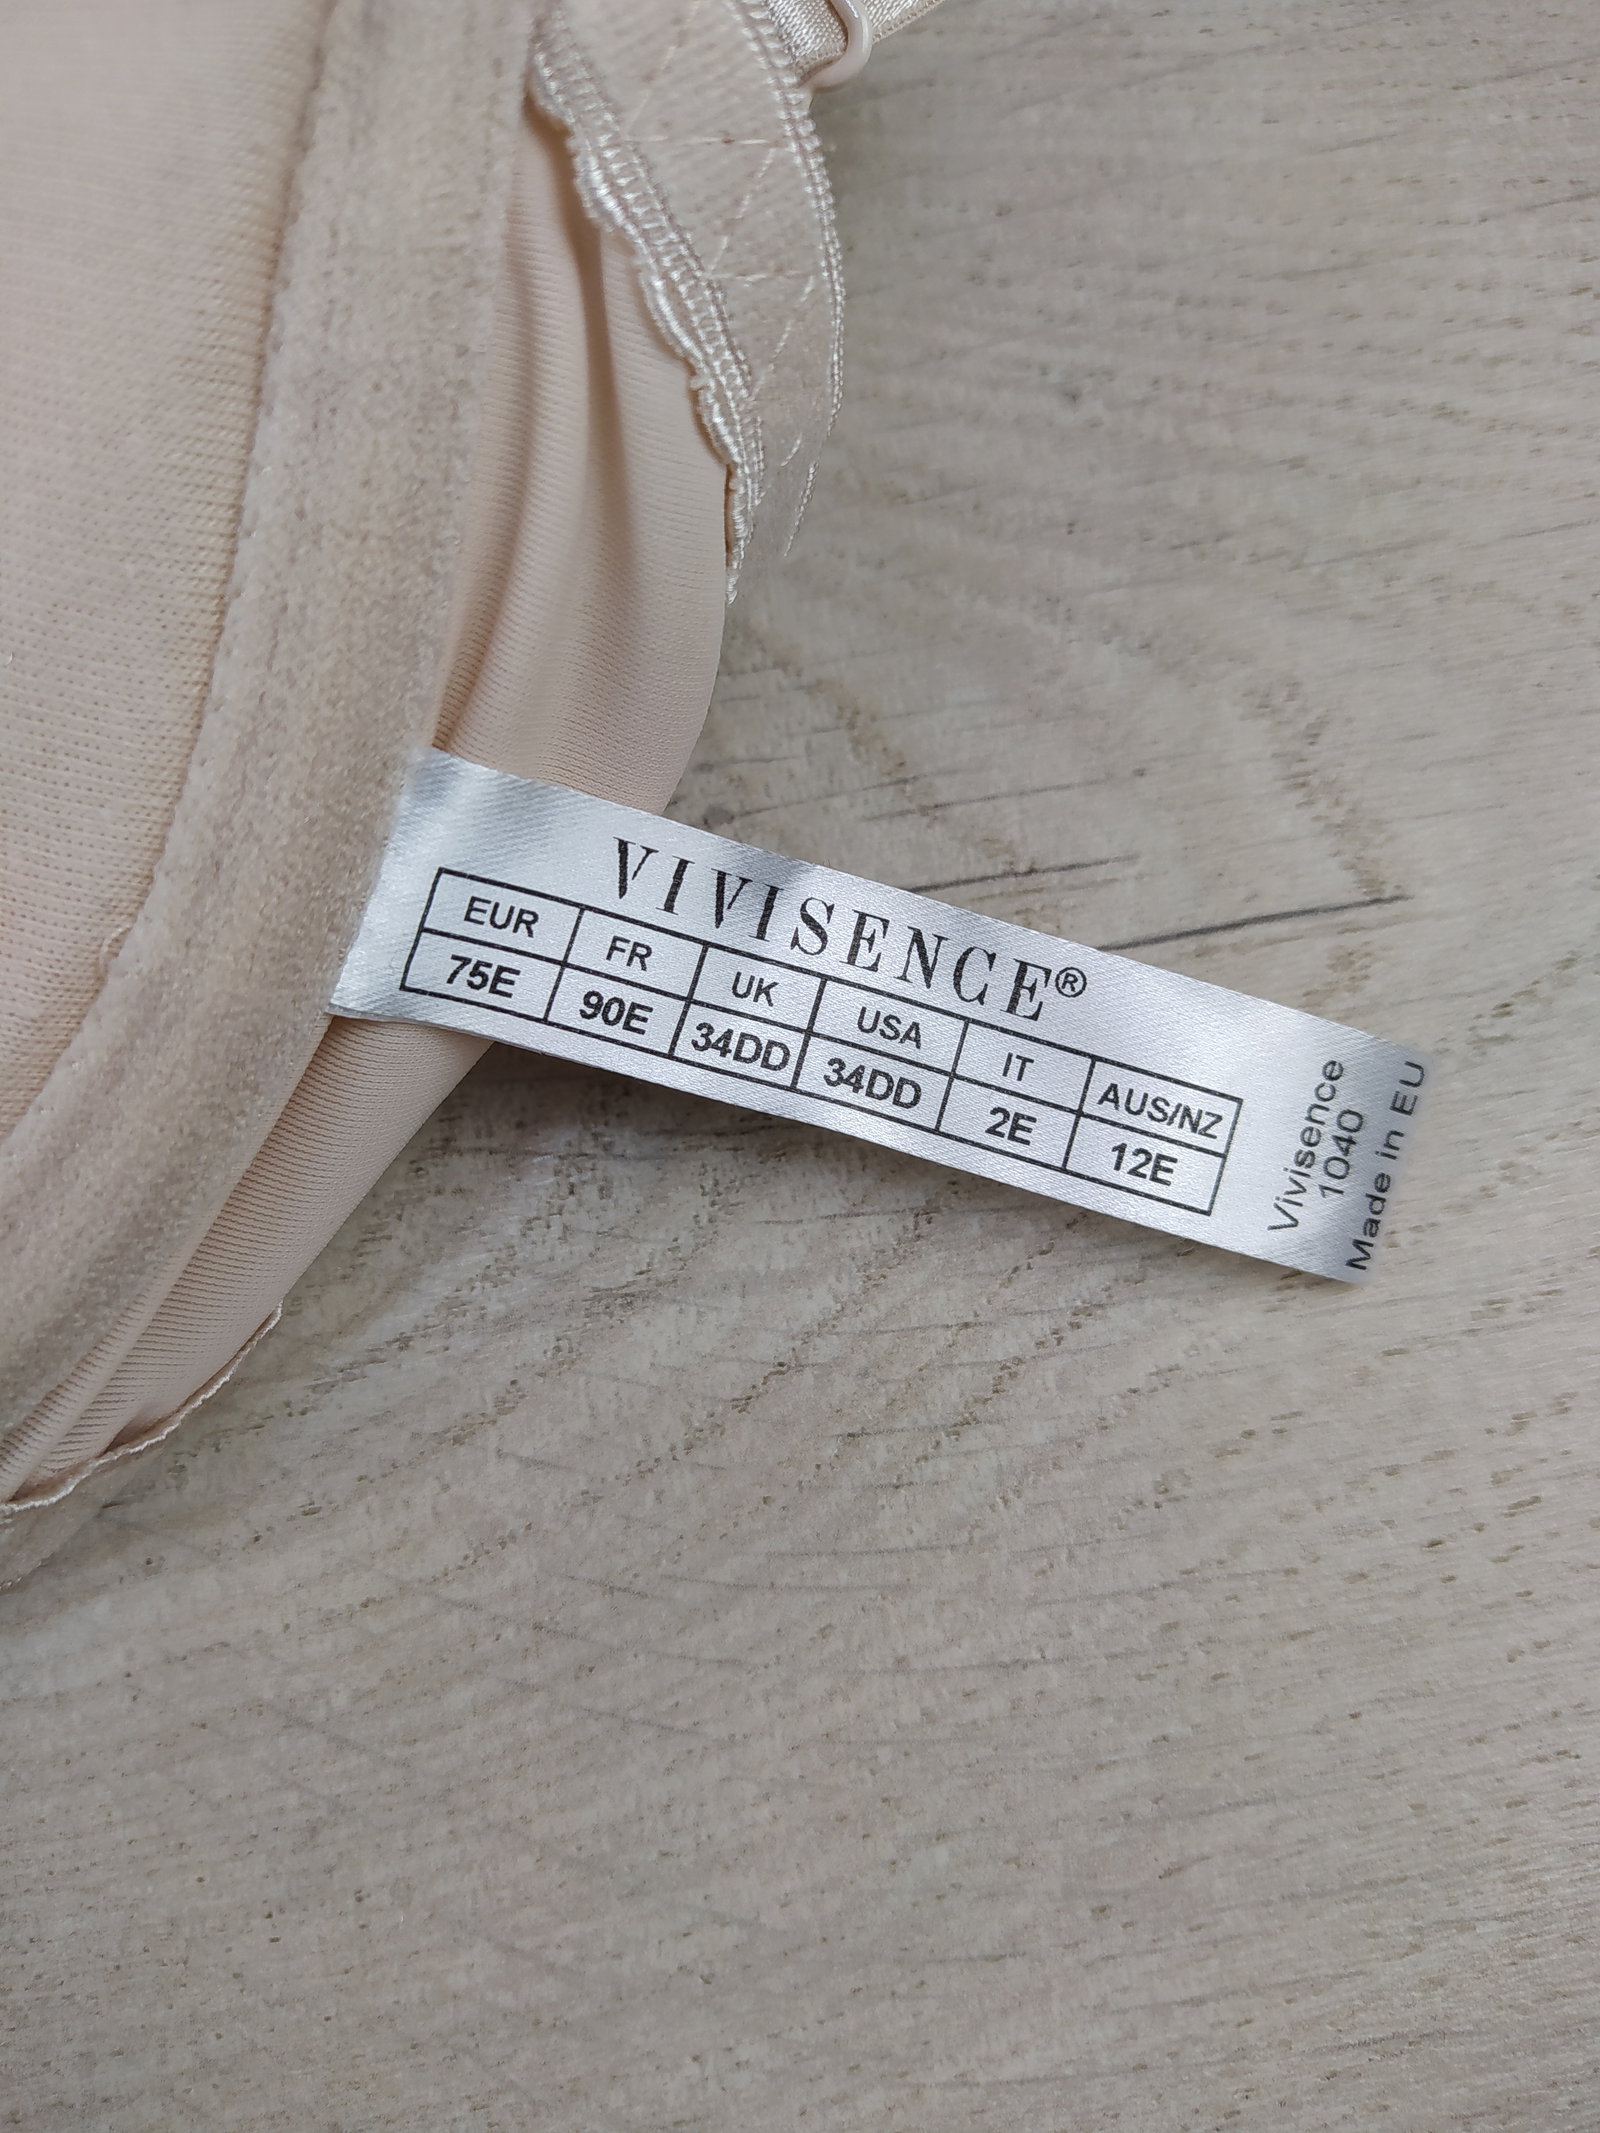 VIVISENCE®
EUR FR UK USA IT AUS/NZ
75E 90E 34DD 34DD 2E 12E
Vivisence
1040
Made in EU